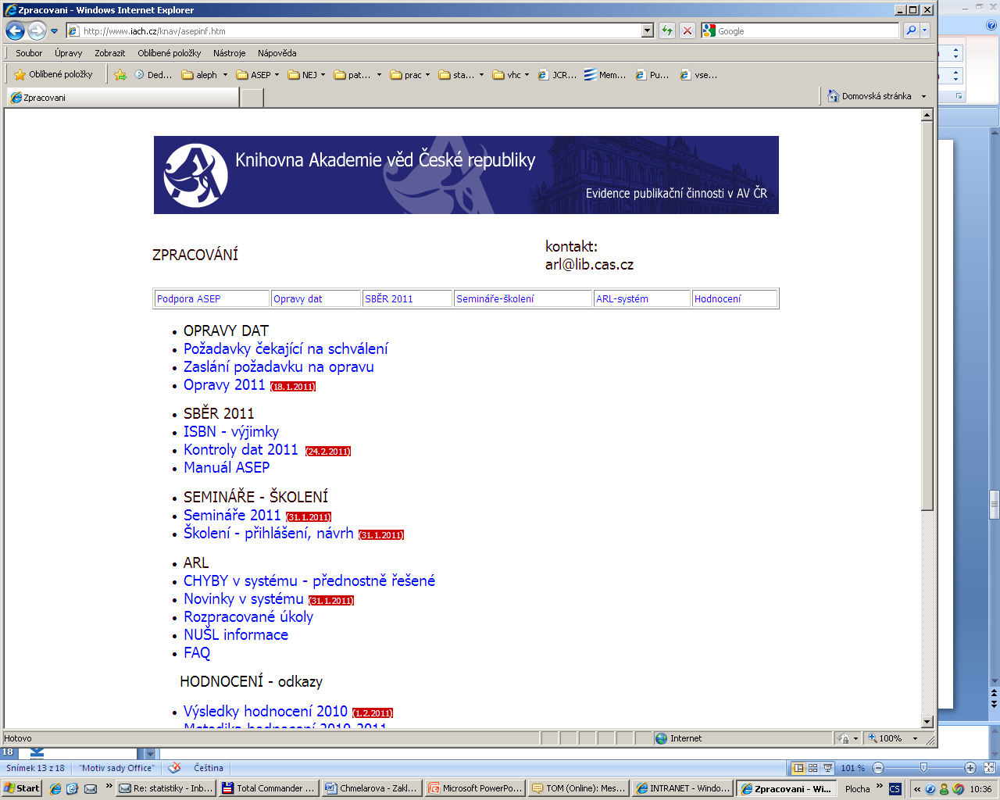 Zpracovani - Windows Internet Explorer
http://www.iach.cz/knav/asepinf.htm
Google
Soubor Úpravy Zobrazit Oblíbené položky Nástroje Nápověda
Oblíbené položky Ded... aleph ASEP NEJ pat... prac sta... vhc JCR... Mem... Pu... vse...
Zpracovani
Domovská stránka
Knihovna Akademie věd České republiky
Evidence publikační činnosti v AV ČR
ZPRACOVÁNÍ
kontakt:
arl@lib.cas.cz
Podpora ASEP Opravy dat SBĚR 2011 Semináře-školení ARL-systém Hodnocení
OPRAVY DAT
Požadavky čekající na schválení
Zaslání požadavku na opravu
Opravy 2011 (18.1.2011)
SBĚR 2011
ISBN - výjimky
Kontroly dat 2011 (24.2.2011)
Manuál ASEP
SEMINÁŘE - ŠKOLENÍ
Semináře 2011 (31.1.2011)
Školení - přihlášení, návrh (31.1.2011)
ARL
CHYBY v systému - přednostně řešené
Novinky v systému (31.1.2011)
Rozpracované úkoly
NUŠL informace
FAQ
HODNOCENÍ - odkazy
Výsledky hodnocení 2010 (1.2.2011)
Metodika hodnocení 2010-2011
Hotovo
Internet
100%
18
Snímek 13 z 18 "Motiv sady Office" Čeština
101 %
Start Re: statistiky - Inb... Total Commander ... Chmelarova - Zakl... Microsoft PowerPo... TOM (Online): Mes... INTRANET - Windo... Zpracovani - Wi...
Plocha CS 10:36